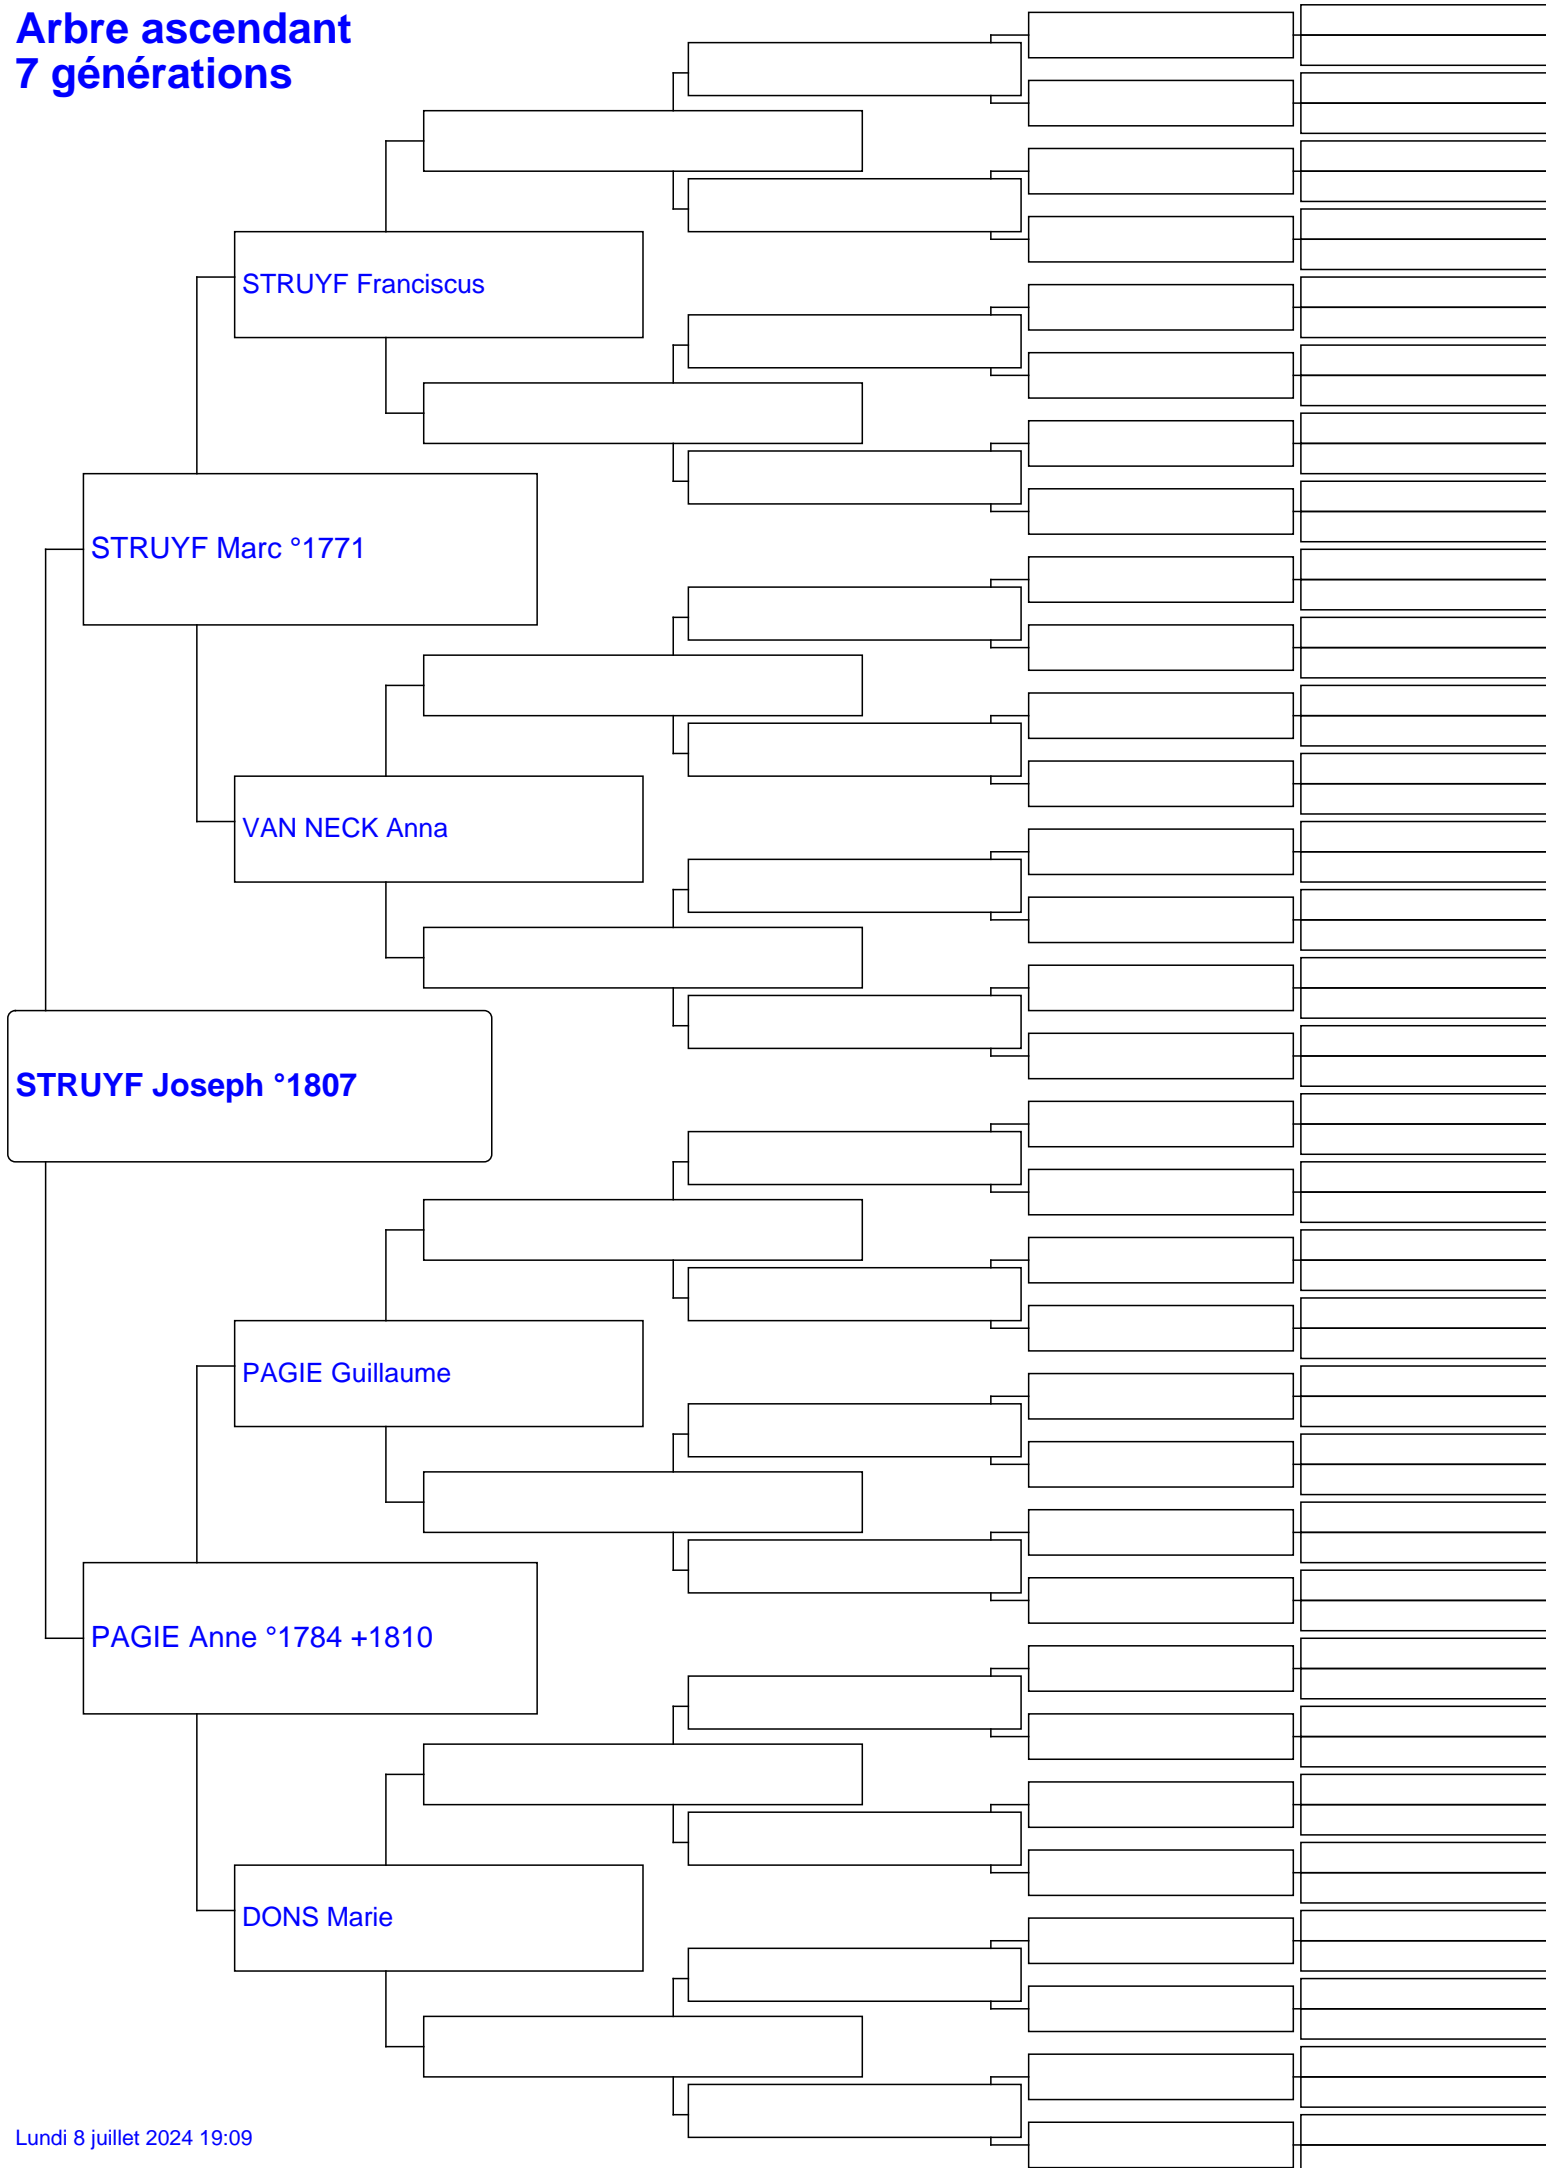 Arbre ascendant
7 générations
STRUYF Franciscus
STRUYF Marc °1771
VAN NECK Anna
STRUYF Joseph °1807
PAGIE Guillaume
PAGIE Anne °1784 +1810
DONS Marie
Lundi 8 juillet 2024 19:09